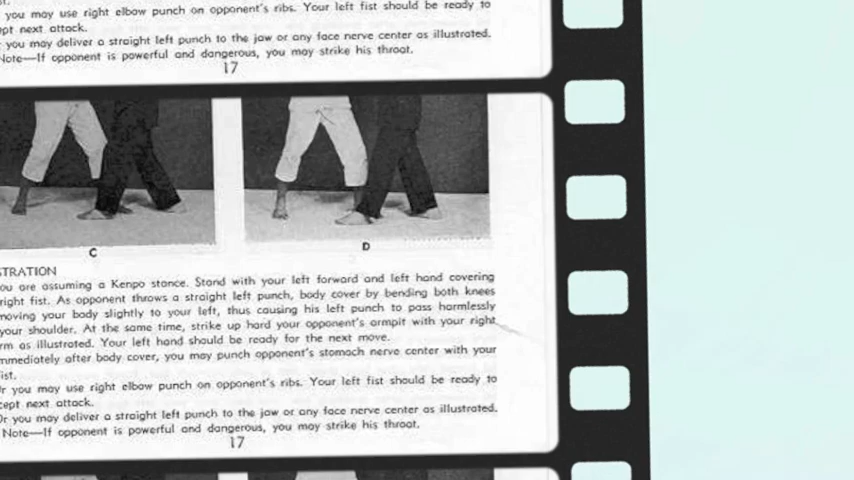 you may use right elbow punch on opponent's ribs. Your left fist should be ready to
ept next attack.
you may deliver a straight left punch to the jaw or any face nerve center as illustrated.
Note—If opponent is powerful and dangerous, you may strike his throat.
17
C
D
TRATION
ou are assuming a Kenpo stance. Stand with your left forward and left hand covering
right fist. As opponent throws a straight left punch, body cover by bending both knees
moving your body slightly to your left, thus causing his left punch to pass harmlessly
your shoulder. At the same time, strike up hard your opponent's armpit with your right
rm as illustrated. Your left hand should be ready for the next move.
mmediately after body cover, you may punch opponent's stomach nerve center with your
ist.
r you may use right elbow punch on opponent's ribs. Your left fist should be ready to
cept next attack.
Or you may deliver a straight left punch to the jaw or any face nerve center as illustrated.
Note—If opponent is powerful and dangerous, you may strike his throat.
17